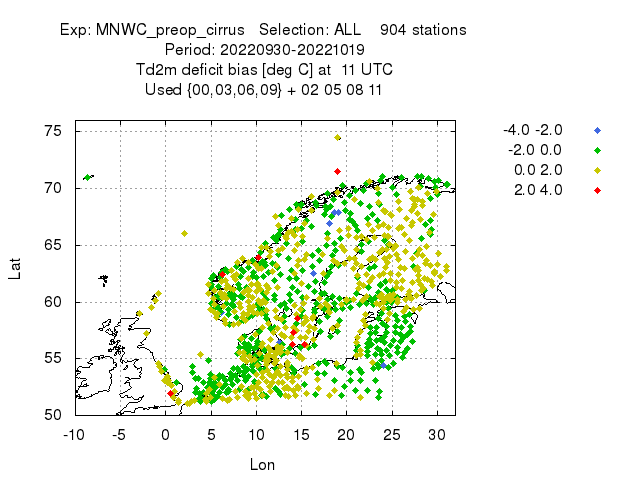 Exp: MNWC_preop_cirrus   Selection: ALL    904 stations
Period: 20220930-20221019
Td2m deficit bias [deg C] at  11 UTC
Used {00,03,06,09} + 02 05 08 11
-4.0 -2.0
-2.0 0.0
0.0 2.0
2.0 4.0
75
70
65
60
55
50
Lat
-10 -5 0 5 10 15 20 25 30
Lon